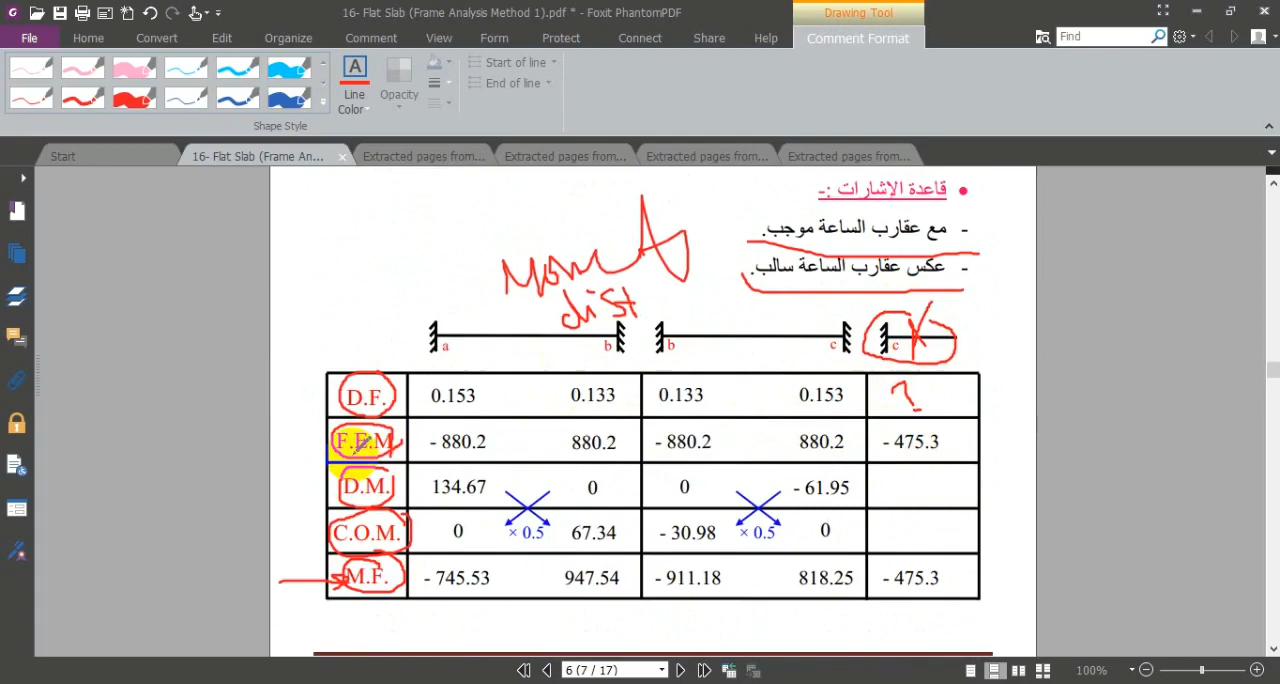 16- Flat Slab (Frame Analysis Method 1).pdf * - Foxit PhantomPDF
Drawing Tool
File Home Convert Edit Organize Comment View Form Protect Connect Share Help Comment Format Find
Line Color
Opacity
Start of line
End of line
Shape Style
Start
16- Flat Slab (Frame An... x
Extracted pages from...
Extracted pages from...
Extracted pages from...
Extracted pages from...
• قاعدة الإشارات :-
- مع عقارب الساعة موجب.
- عكس عقارب الساعة سالب.
dist
a b b c c
D.F. 0.153 0.133 0.133 0.153 ?
F.E.M - 880.2 880.2 - 880.2 880.2 - 475.3
D.M. 134.67 0 0 - 61.95
C.O.M. 0 × 0.5 67.34 - 30.98 × 0.5 0
M.F. - 745.53 947.54 - 911.18 818.25 - 475.3
6 (7 / 17)
100%